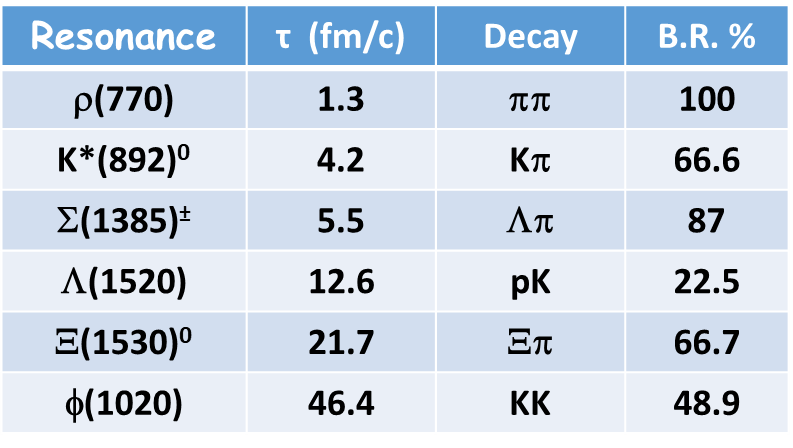 Resonance τ (fm/c) Decay B.R. %
ρ(770) 1.3 ππ 100
K*(892)⁰ 4.2 Kπ 66.6
Σ(1385)± 5.5 Λπ 87
Λ(1520) 12.6 pK 22.5
Ξ(1530)⁰ 21.7 Ξπ 66.7
ϕ(1020) 46.4 KK 48.9